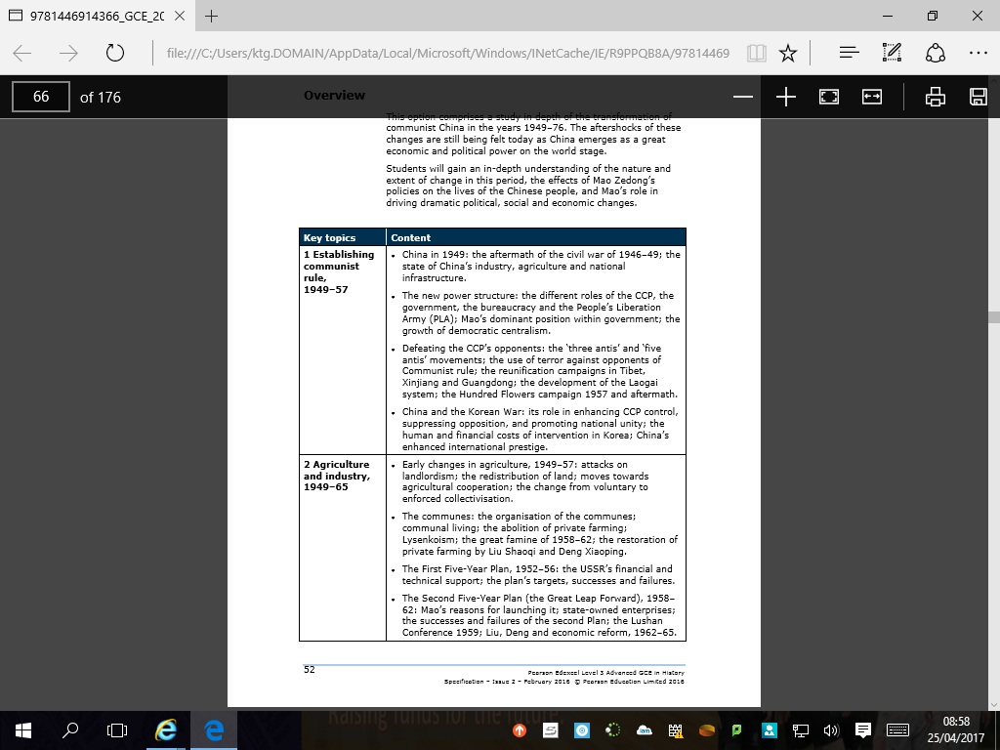 9781446914366_GCE_2C
file:///C:/Users/ktg.DOMAIN/AppData/Local/Microsoft/Windows/INetCache/IE/R9PPQB8A/97814469
66 of 176
Overview
This option comprises a study in depth of the transformation of
communist China in the years 1949–76. The aftershocks of these
changes are still being felt today as China emerges as a great
economic and political power on the world stage.
Students will gain an in-depth understanding of the nature and
extent of change in this period, the effects of Mao Zedong's
policies on the lives of the Chinese people, and Mao's role in
driving dramatic political, social and economic changes.
Key topics Content
1 Establishing
communist
rule,
1949–57
• China in 1949: the aftermath of the civil war of 1946–49; the
state of China's industry, agriculture and national
infrastructure.
• The new power structure: the different roles of the CCP, the
government, the bureaucracy and the People's Liberation
Army (PLA); Mao's dominant position within government; the
growth of democratic centralism.
• Defeating the CCP's opponents: the 'three antis' and 'five
antis' movements; the use of terror against opponents of
Communist rule; the reunification campaigns in Tibet,
Xinjiang and Guangdong; the development of the Laogai
system; the Hundred Flowers campaign 1957 and aftermath.
• China and the Korean War: its role in enhancing CCP control,
suppressing opposition, and promoting national unity; the
human and financial costs of intervention in Korea; China's
enhanced international prestige.
2 Agriculture
and industry,
1949–65
• Early changes in agriculture, 1949–57: attacks on
landlordism; the redistribution of land; moves towards
agricultural cooperation; the change from voluntary to
enforced collectivisation.
• The communes: the organisation of the communes;
communal living; the abolition of private farming;
Lysenkoism; the great famine of 1958–62; the restoration of
private farming by Liu Shaoqi and Deng Xiaoping.
• The First Five-Year Plan, 1952–56: the USSR's financial and
technical support; the plan's targets, successes and failures.
• The Second Five-Year Plan (the Great Leap Forward), 1958–
62: Mao's reasons for launching it; state-owned enterprises;
the successes and failures of the second Plan; the Lushan
Conference 1959; Liu, Deng and economic reform, 1962–65.
52
Pearson Edexcel Level 3 Advanced GCE in History
Specification – Issue 2 – February 2016 © Pearson Education Limited 2016
Raising funds for the future
08:58
25/04/2017